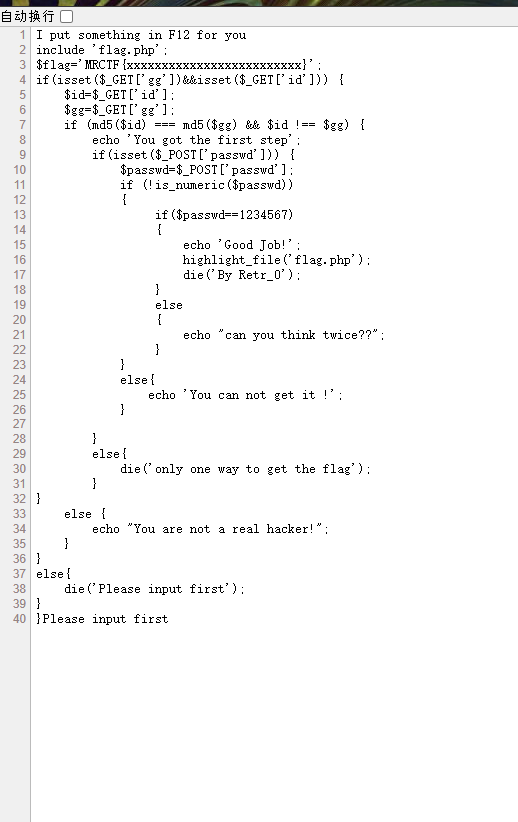 自动换行
1 I put something in F12 for you
2 include 'flag.php';
3 $flag='MRCTF{xxxxxxxxxxxxxxxxxxxxxxxxx}';
4 if(isset($_GET['gg'])&&isset($_GET['id'])) {
5     $id=$_GET['id'];
6     $gg=$_GET['gg'];
7     if (md5($id) === md5($gg) && $id !== $gg) {
8         echo 'You got the first step';
9         if(isset($_POST['passwd'])) {
10             $passwd=$_POST['passwd'];
11             if (!is_numeric($passwd))
12             {
13                  if($passwd==1234567)
14                  {
15                      echo 'Good Job!';
16                      highlight_file('flag.php');
17                      die('By Retr_0');
18                  }
19                  else
20                  {
21                      echo "can you think twice??";
22                  }
23             }
24             else{
25                 echo 'You can not get it !';
26             }
27
28         }
29         else{
30             die('only one way to get the flag');
31         }
32 }
33     else {
34         echo "You are not a real hacker!";
35     }
36 }
37 else{
38     die('Please input first');
39 }
40 }Please input first